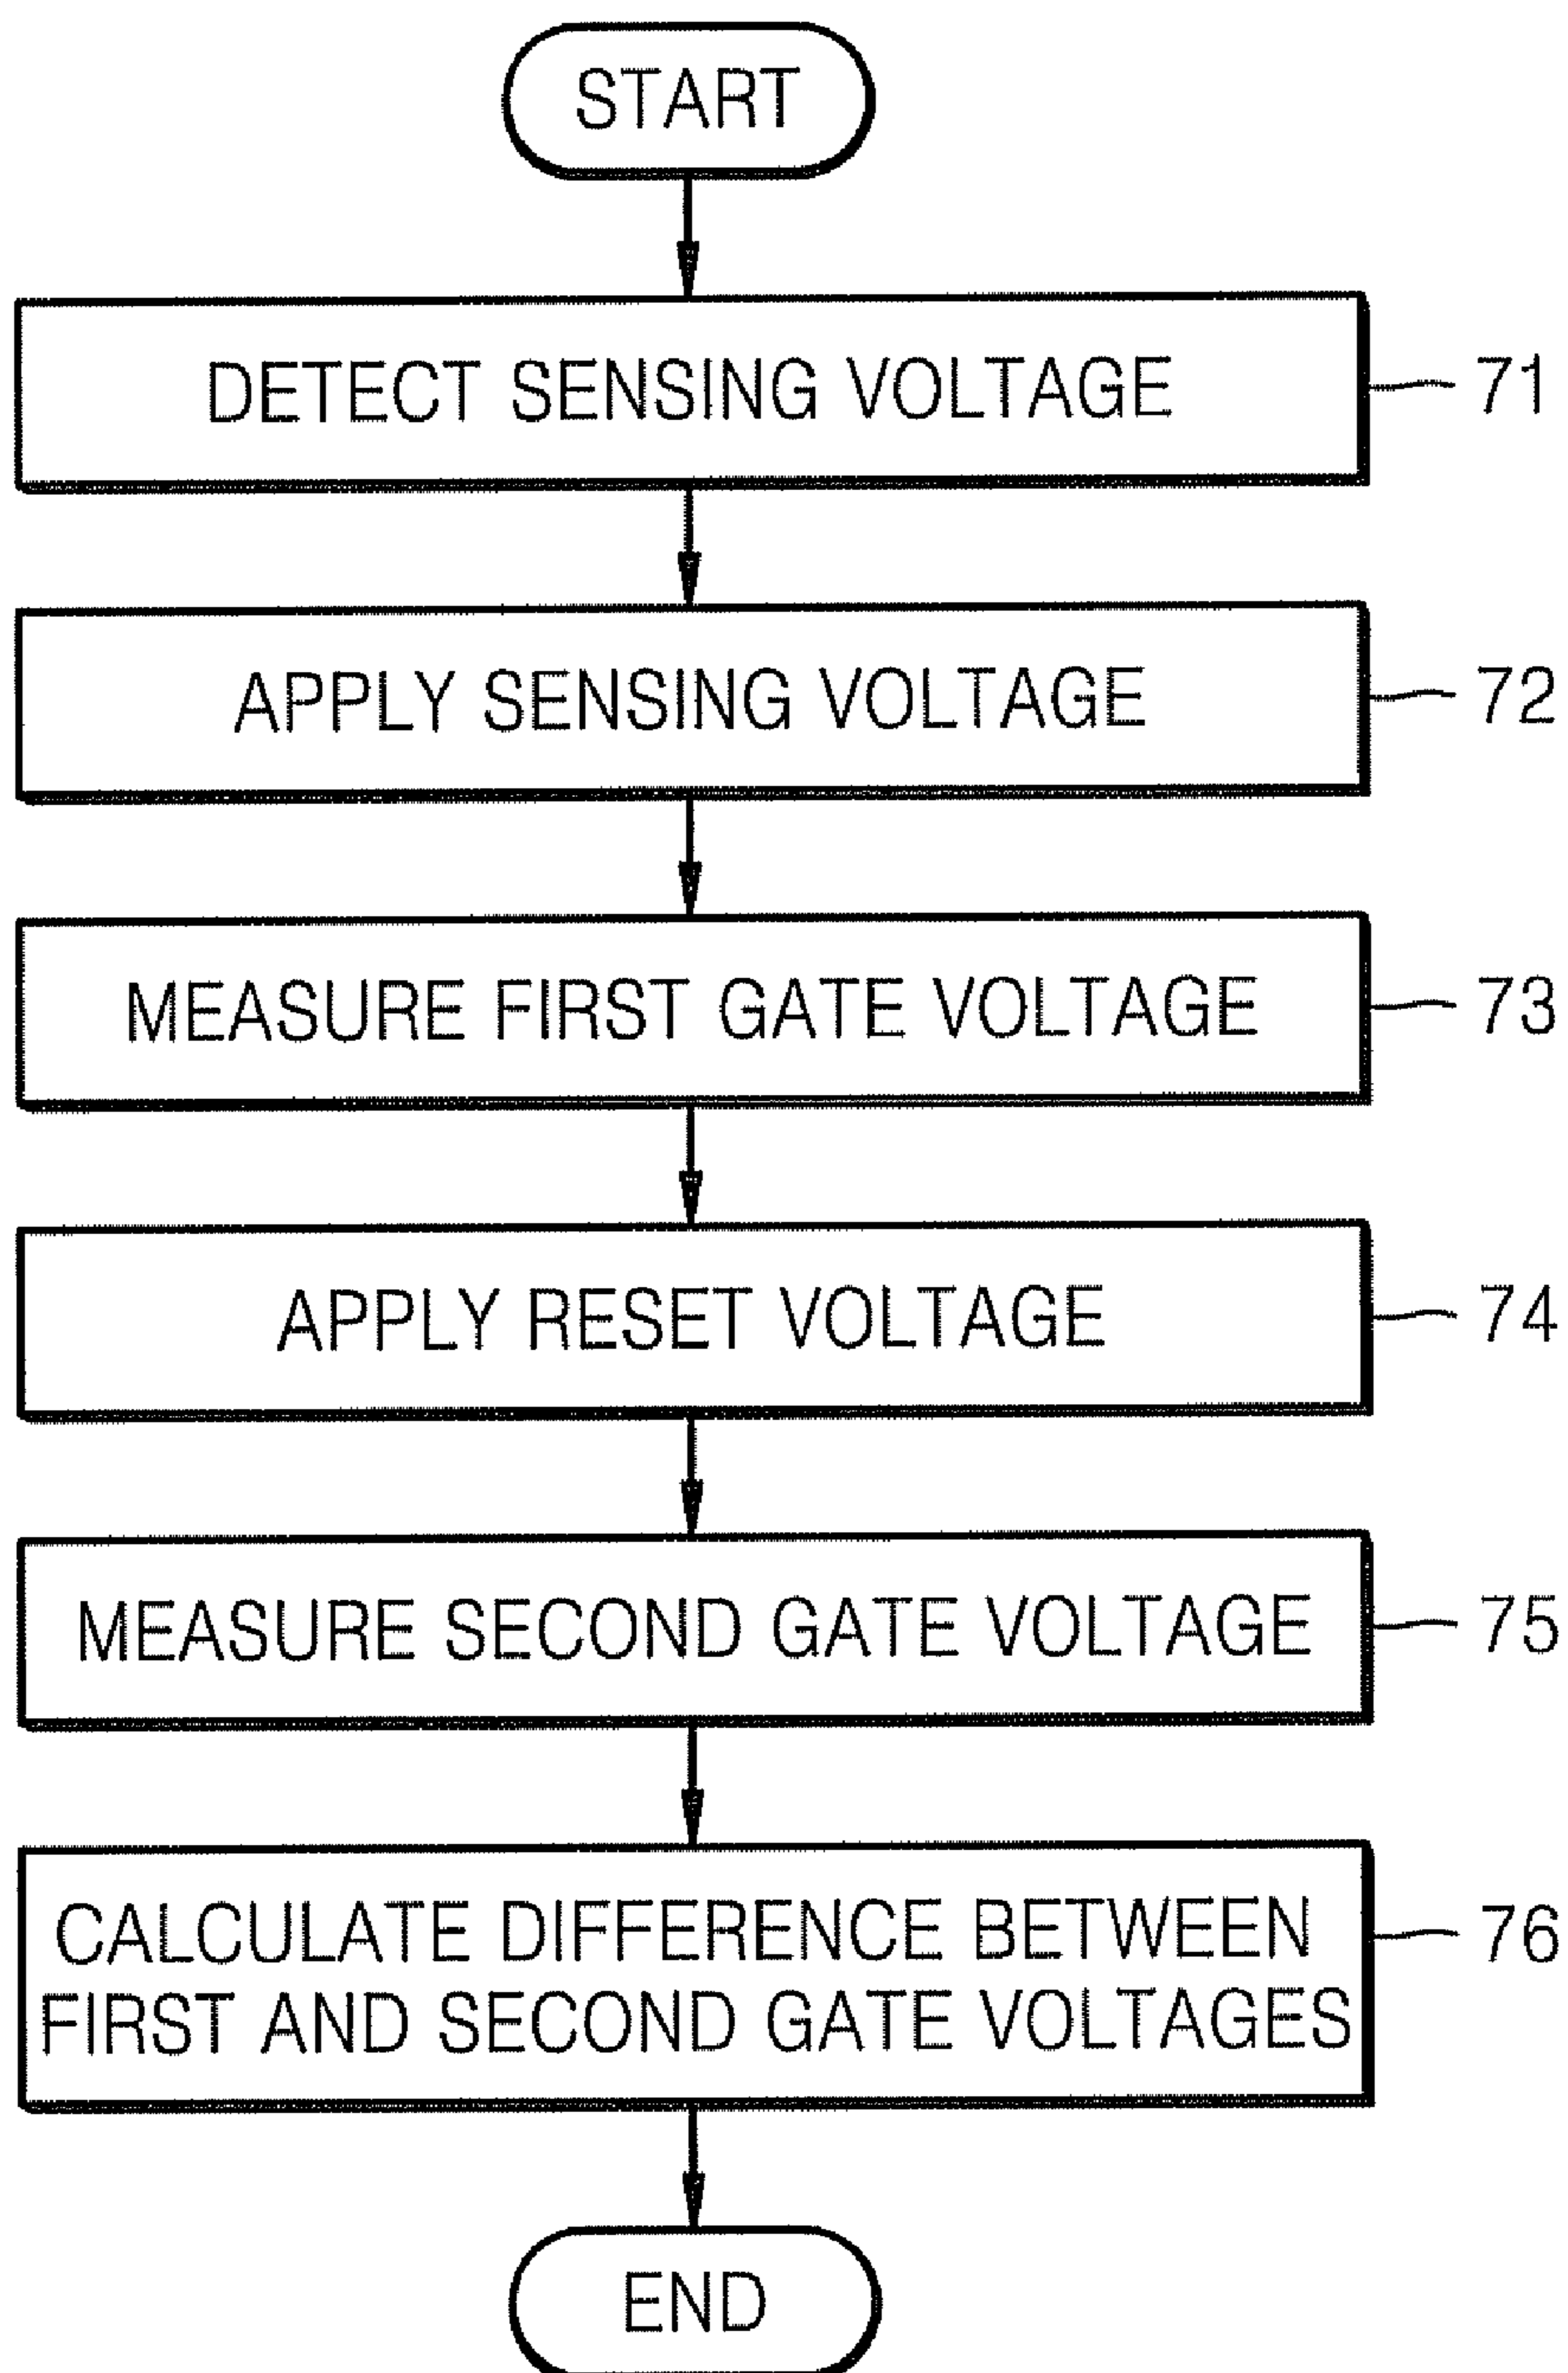 START
DETECT SENSING VOLTAGE
71
APPLY SENSING VOLTAGE
72
MEASURE FIRST GATE VOLTAGE
73
APPLY RESET VOLTAGE
74
MEASURE SECOND GATE VOLTAGE
75
CALCULATE DIFFERENCE BETWEEN
FIRST AND SECOND GATE VOLTAGES
76
END